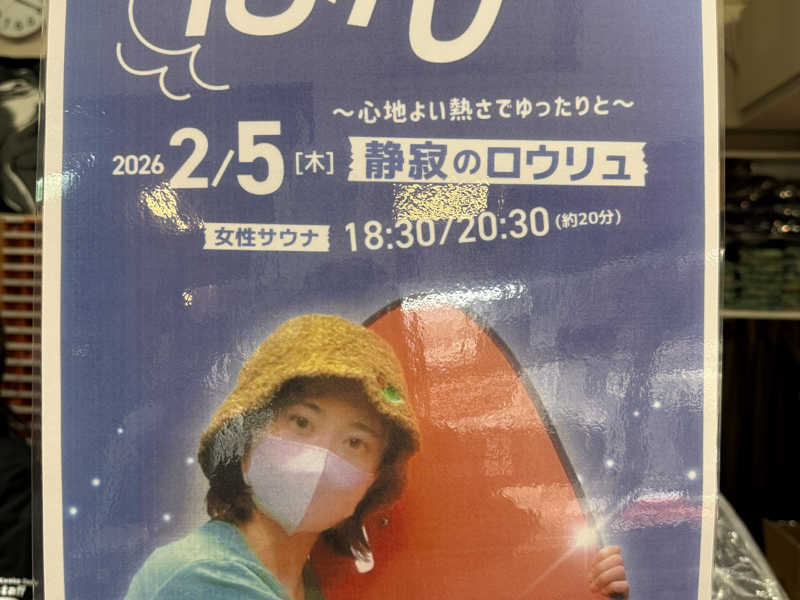 〜心地よい熱さでゆったりと〜
2026 2/5 [木] 静寂のロウリュ
女性サウナ 18:30/20:30 (約20分)